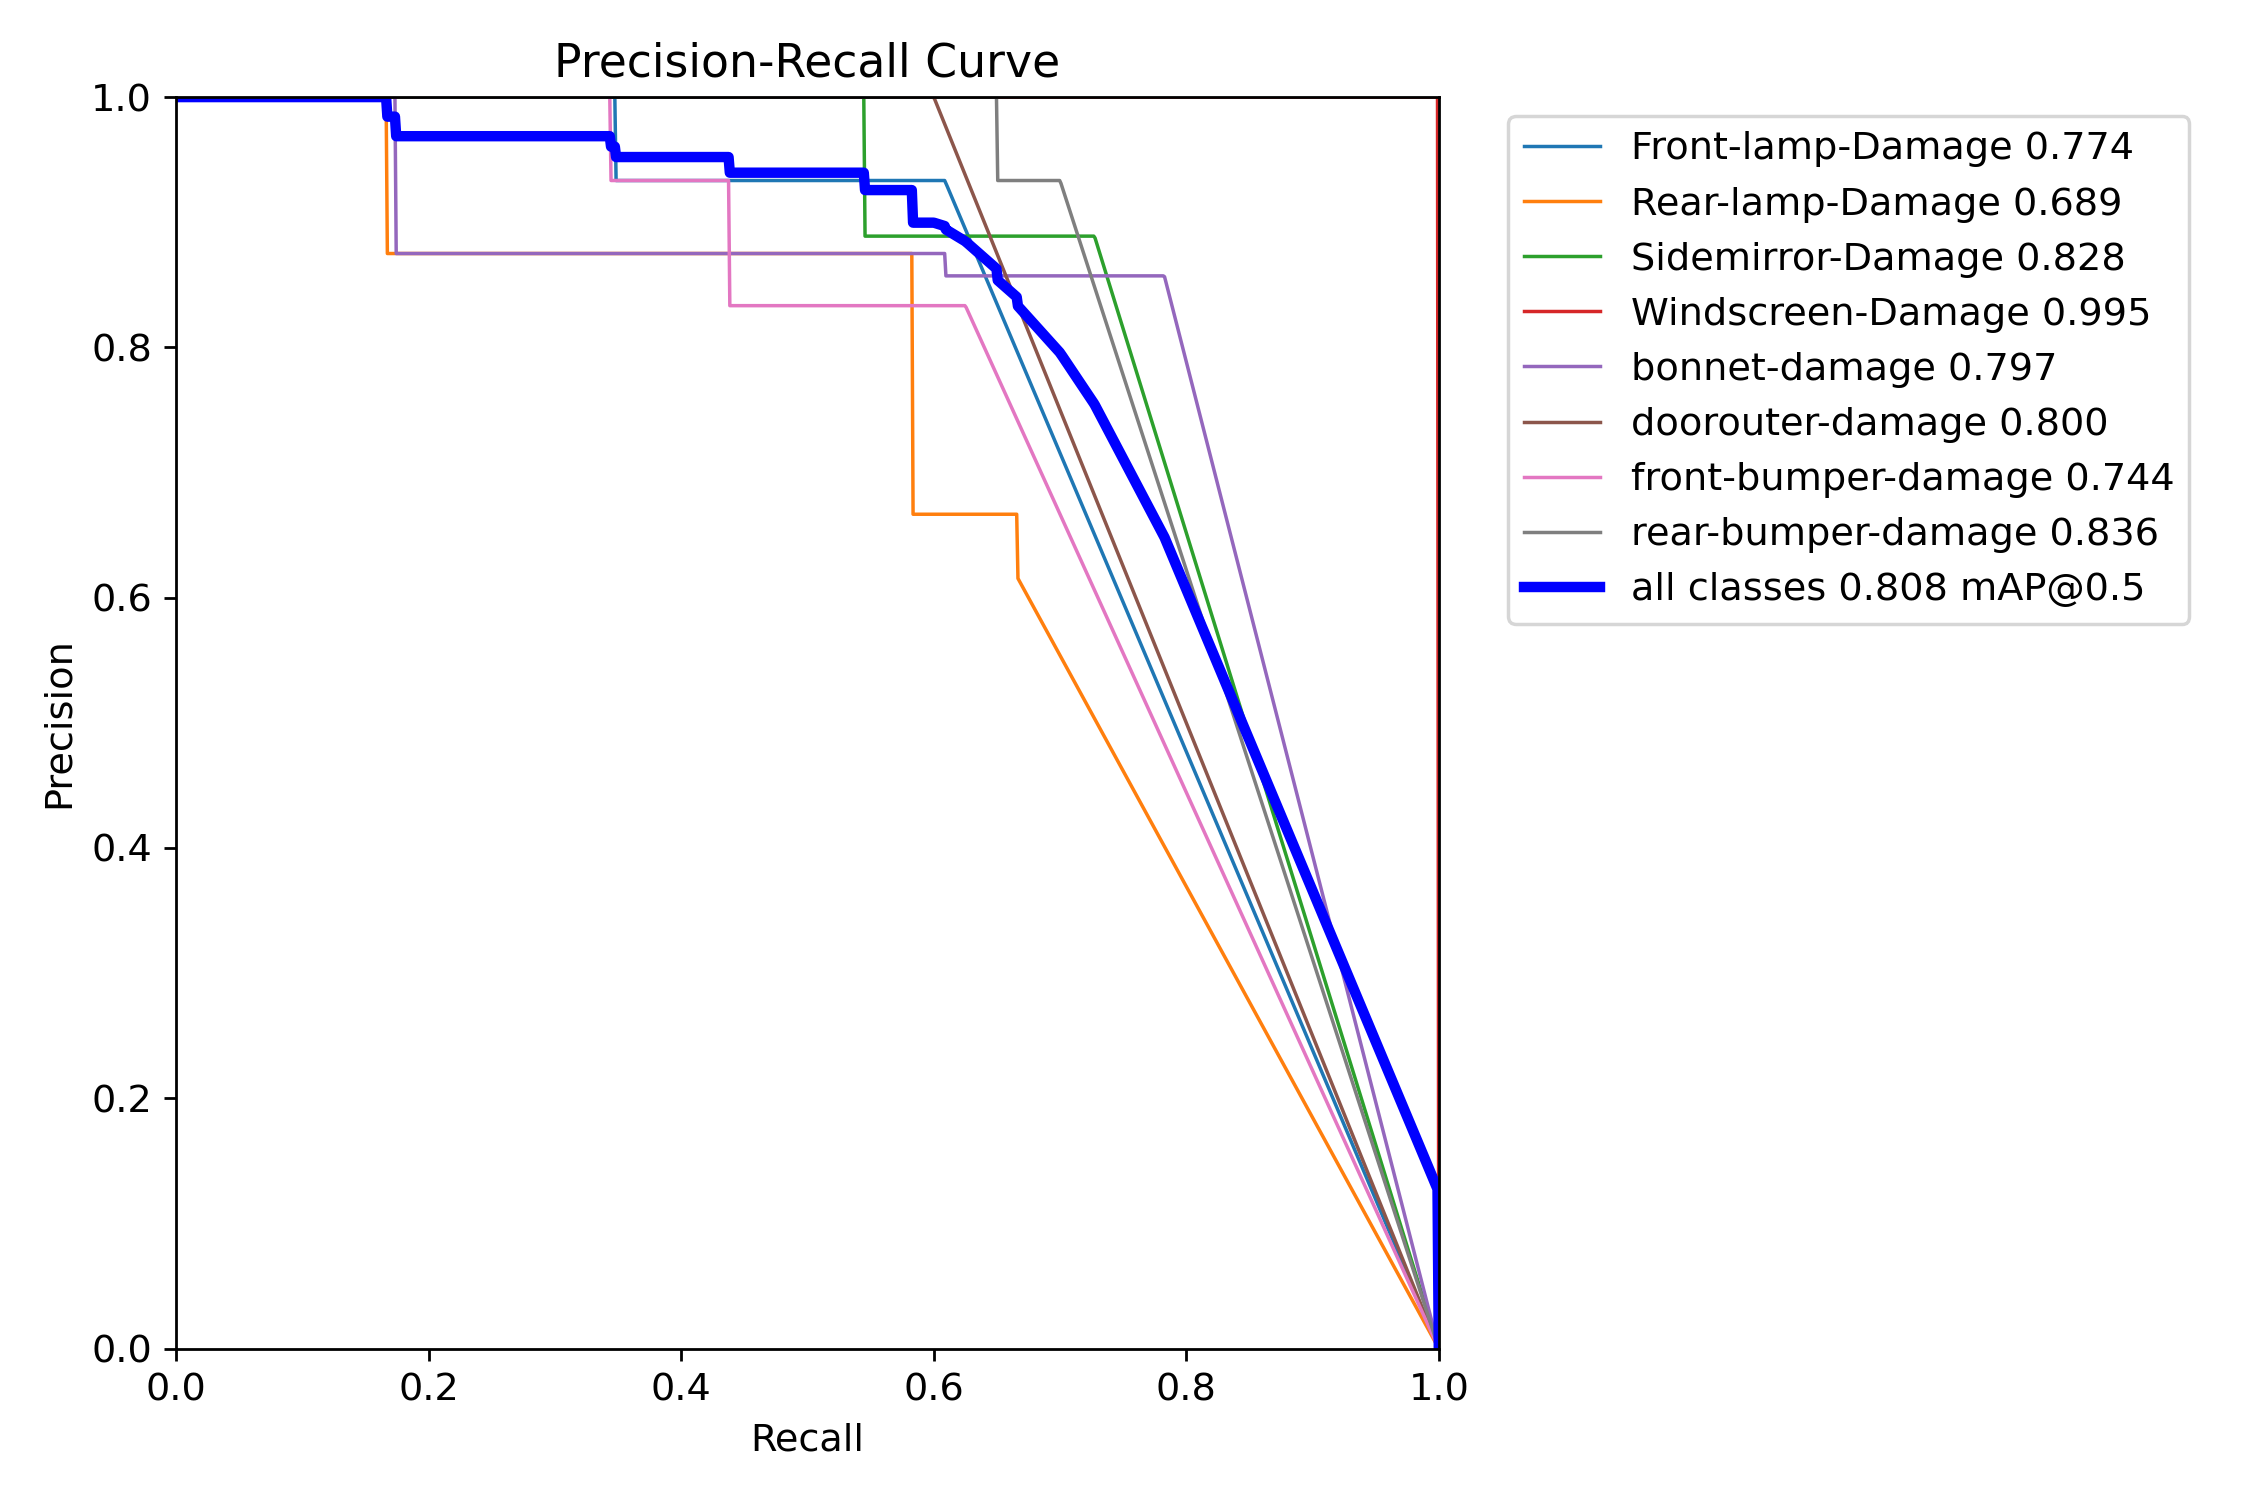 Precision-Recall Curve
1.0
0.8
0.6
0.4
0.2
0.0
Precision
0.0 0.2 0.4 0.6 0.8 1.0
Recall
Front-lamp-Damage 0.774
Rear-lamp-Damage 0.689
Sidemirror-Damage 0.828
Windscreen-Damage 0.995
bonnet-damage 0.797
doorouter-damage 0.800
front-bumper-damage 0.744
rear-bumper-damage 0.836
all classes 0.808 mAP@0.5